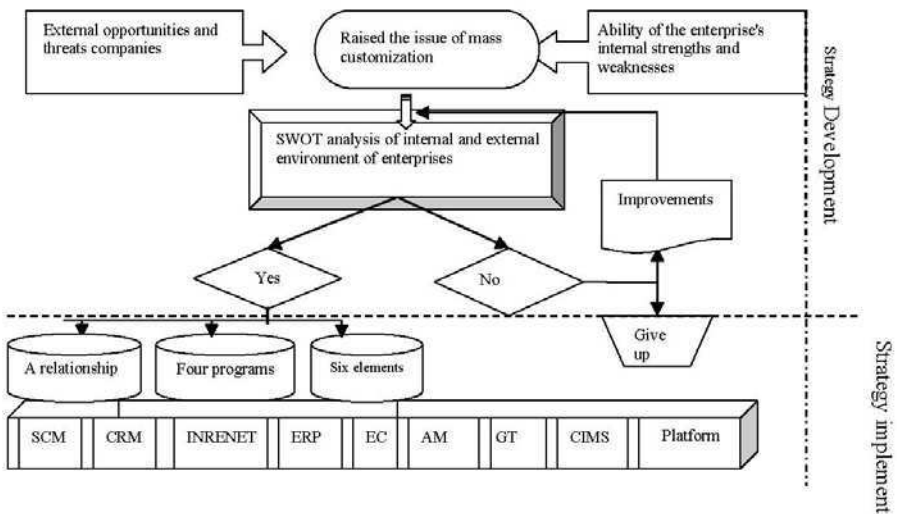 External opportunities and
threats companies
Raised the issue of mass
customization
Ability of the enterprise's
internal strengths and
weaknesses
Strategy Development
SWOT analysis of internal and external
environment of enterprises
Improvements
Yes
No
Give
up
A relationship
Four programs
Six elements
Strategy implement
SCM
CRM
INRENET
ERP
EC
AM
GT
CIMS
Platform